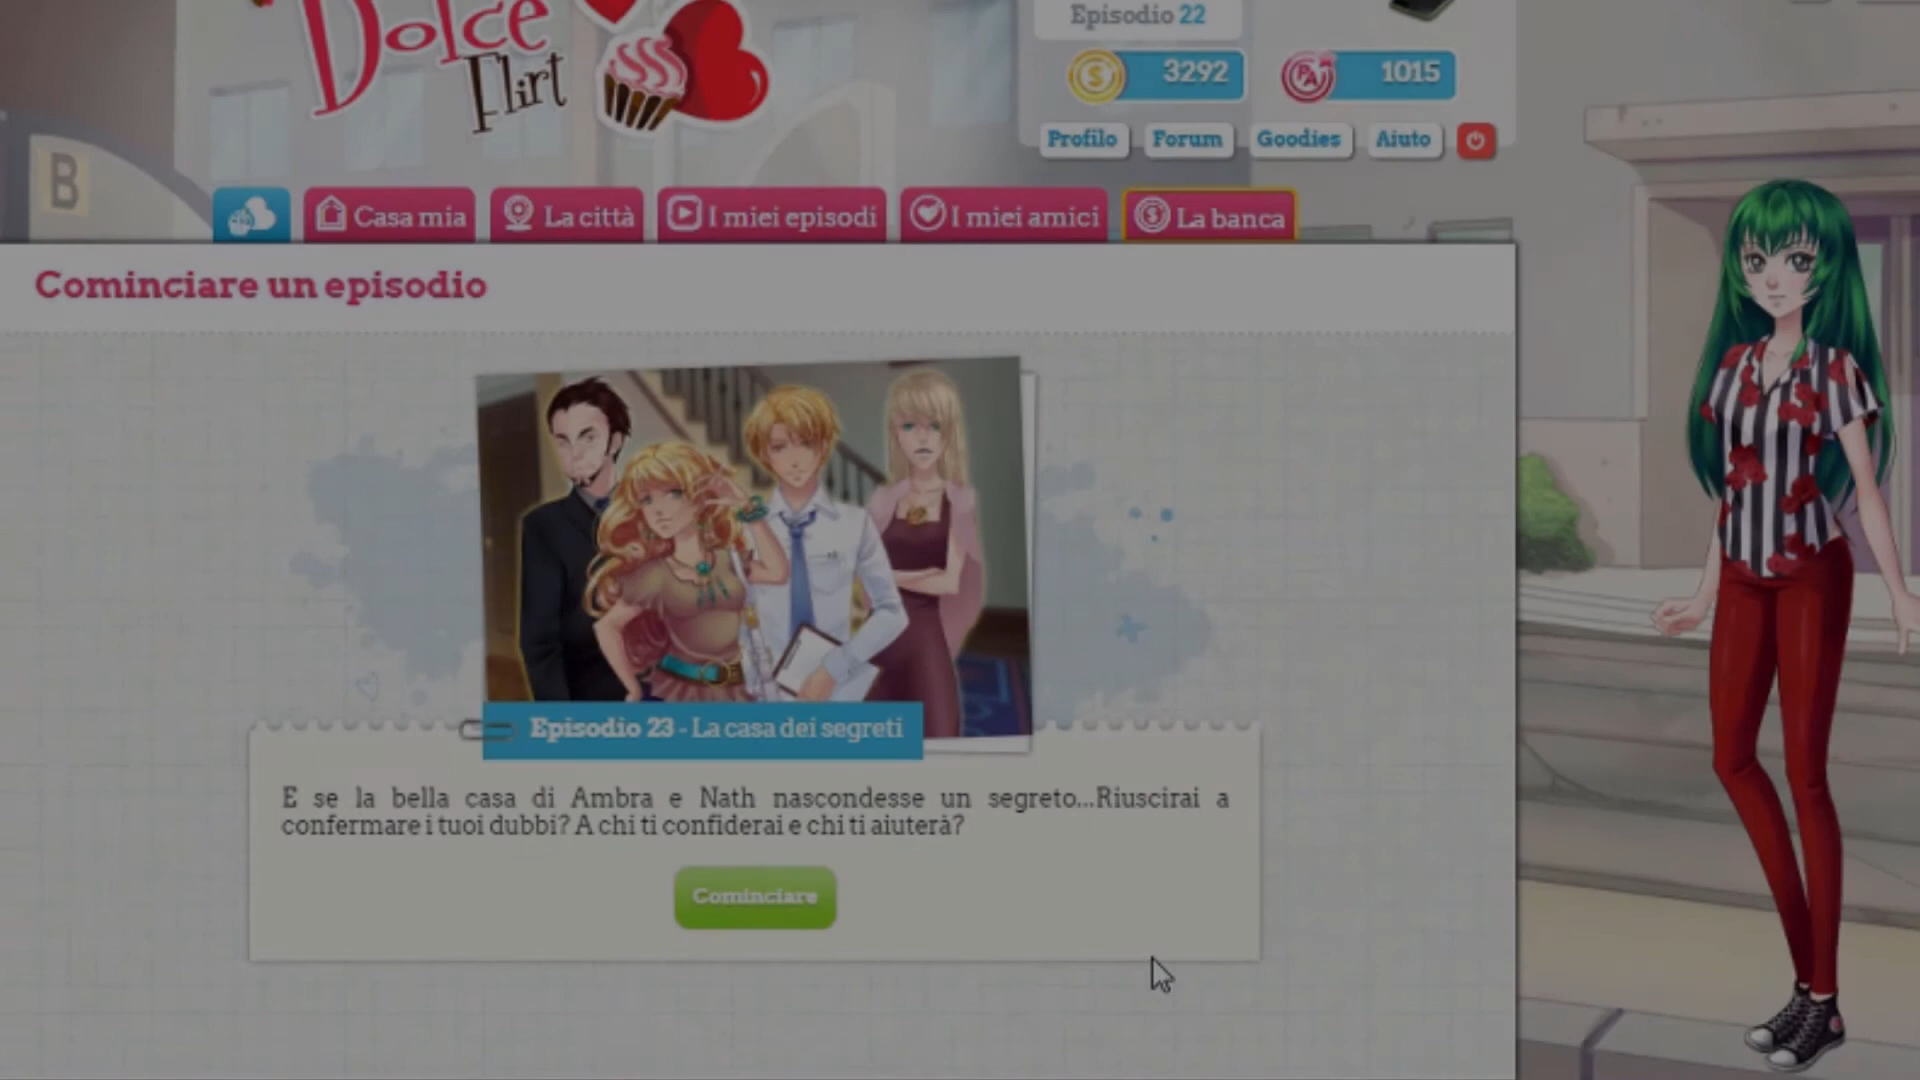 Dolce
Flirt
Episodio 22
3292
1015
PA
Profilo
Forum
Goodies
Aiuto
B
Casa mia
La città
I miei episodi
I miei amici
La banca
Cominciare un episodio
Episodio 23 - La casa dei segreti
E se la bella casa di Ambra e Nath nascondesse un segreto...Riuscirai a
confermare i tuoi dubbi? A chi ti confiderai e chi ti aiuterà?
Cominciare